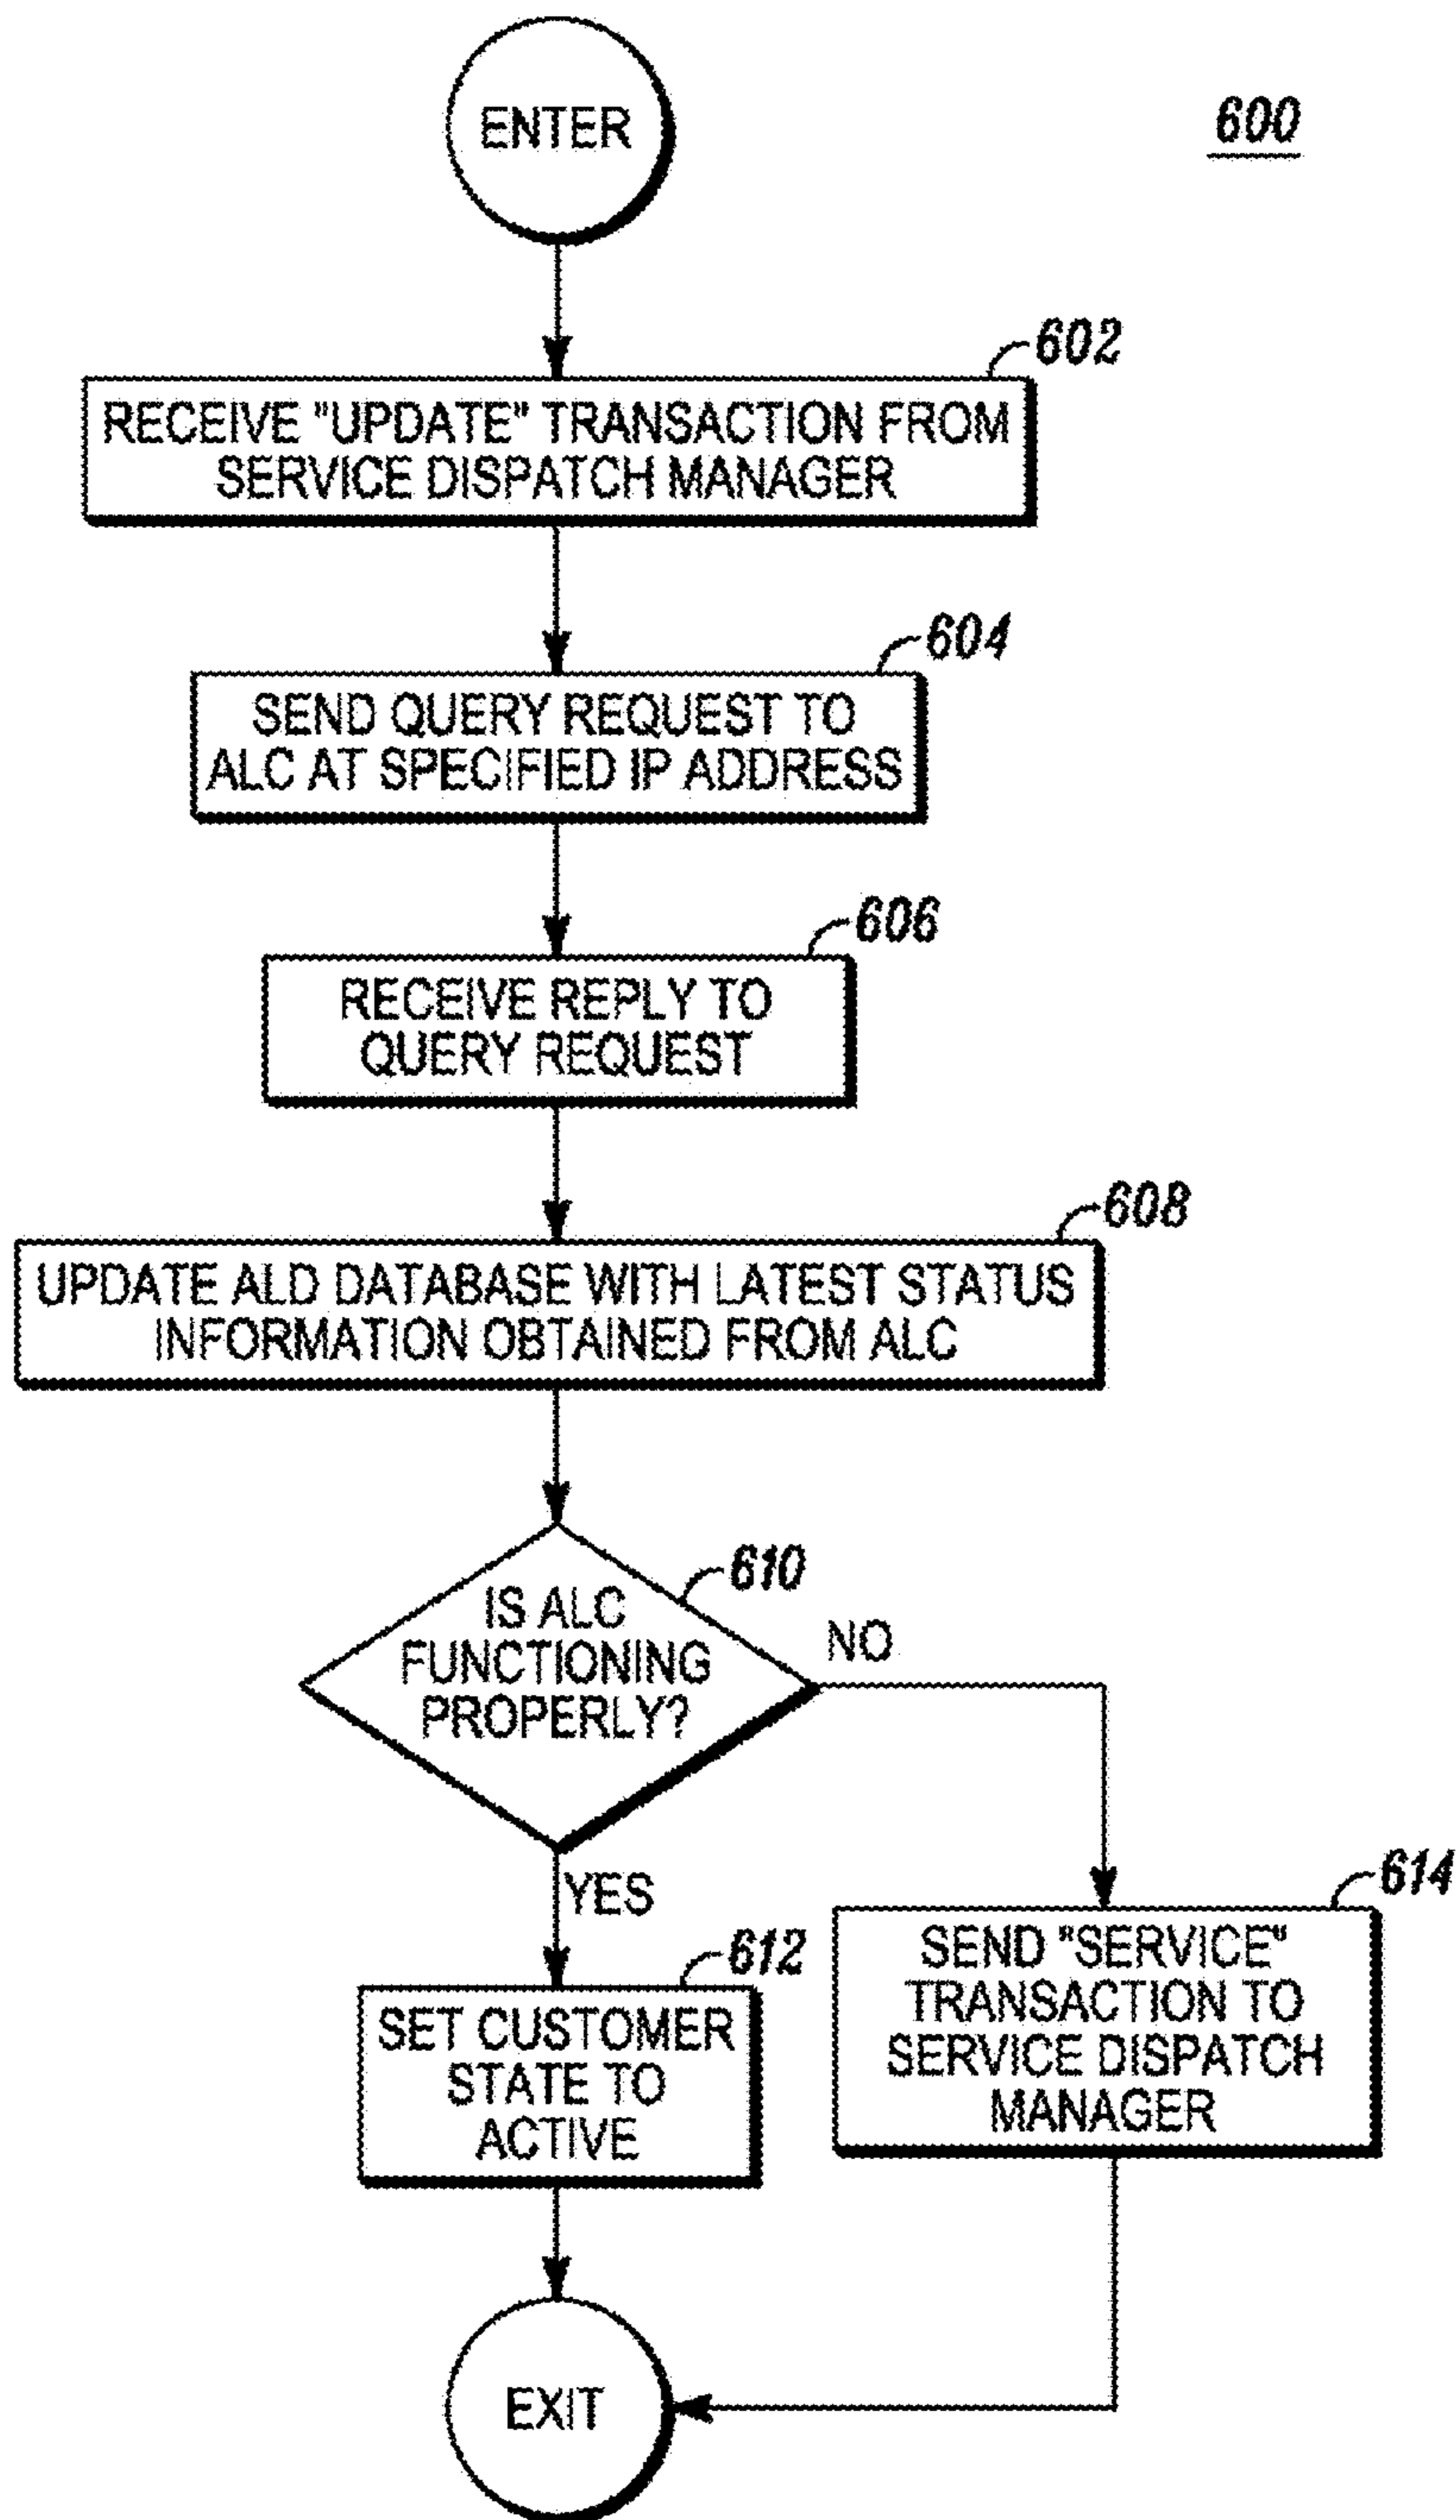 ENTER
600
602
RECEIVE "UPDATE" TRANSACTION FROM
SERVICE DISPATCH MANAGER
604
SEND QUERY REQUEST TO
ALC AT SPECIFIED IP ADDRESS
606
RECEIVE REPLY TO
QUERY REQUEST
608
UPDATE ALD DATABASE WITH LATEST STATUS
INFORMATION OBTAINED FROM ALC
610
IS ALC
FUNCTIONING
PROPERLY?
NO
YES
612
SET CUSTOMER
STATE TO
ACTIVE
614
SEND "SERVICE"
TRANSACTION TO
SERVICE DISPATCH
MANAGER
EXIT